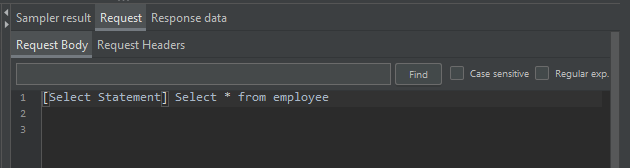 Sampler result Request Response data
Request Body Request Headers
Find Case sensitive Regular exp.
1 [Select Statement] Select * from employee
2
3